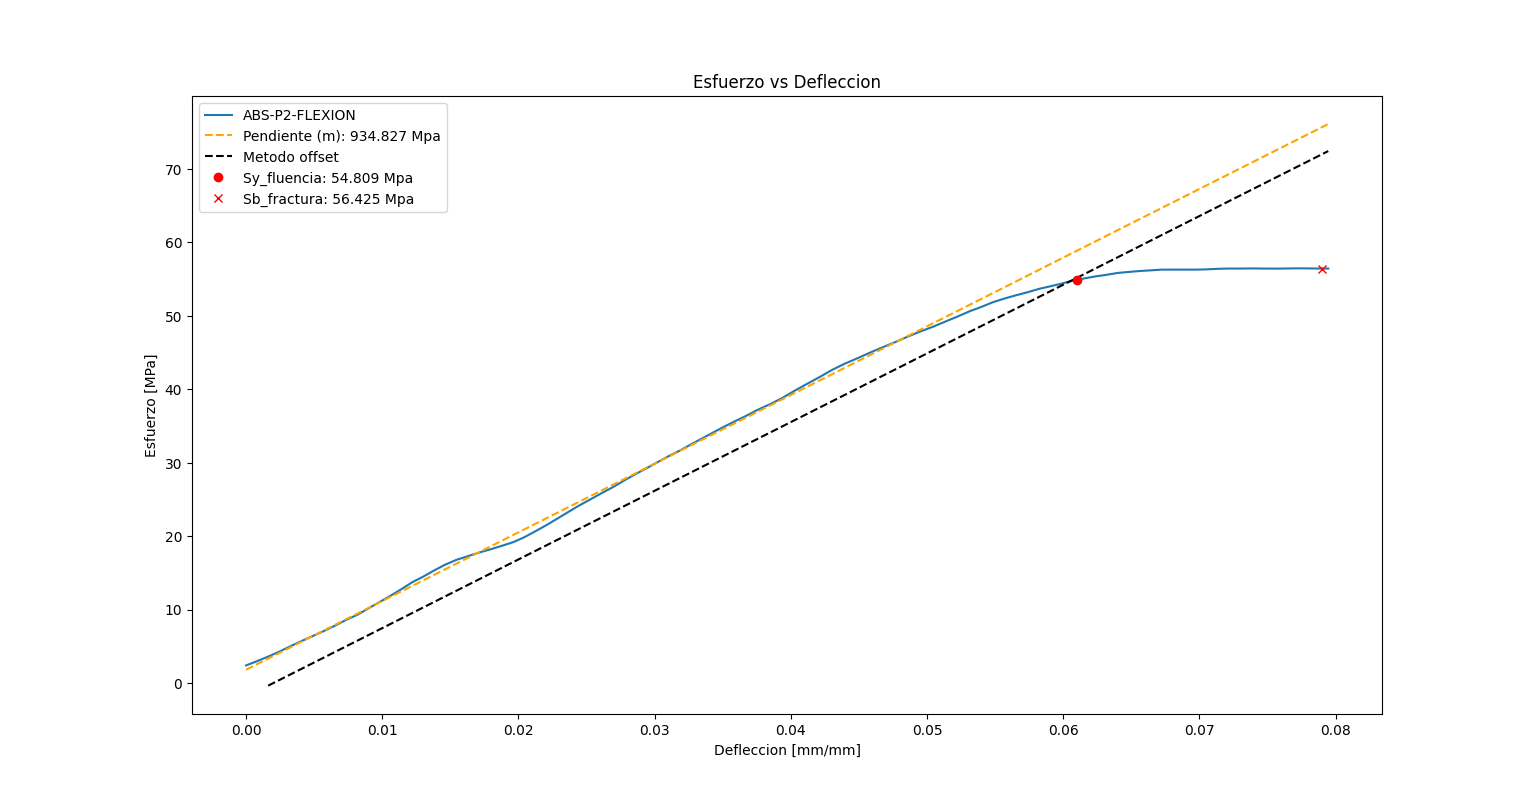 Esfuerzo vs Defleccion
ABS-P2-FLEXION
Pendiente (m): 934.827 Mpa
Metodo offset
Sy_fluencia: 54.809 Mpa
Sb_fractura: 56.425 Mpa
Esfuerzo [MPa]
70
60
50
40
30
20
10
0
0.00 0.01 0.02 0.03 0.04 0.05 0.06 0.07 0.08
Defleccion [mm/mm]